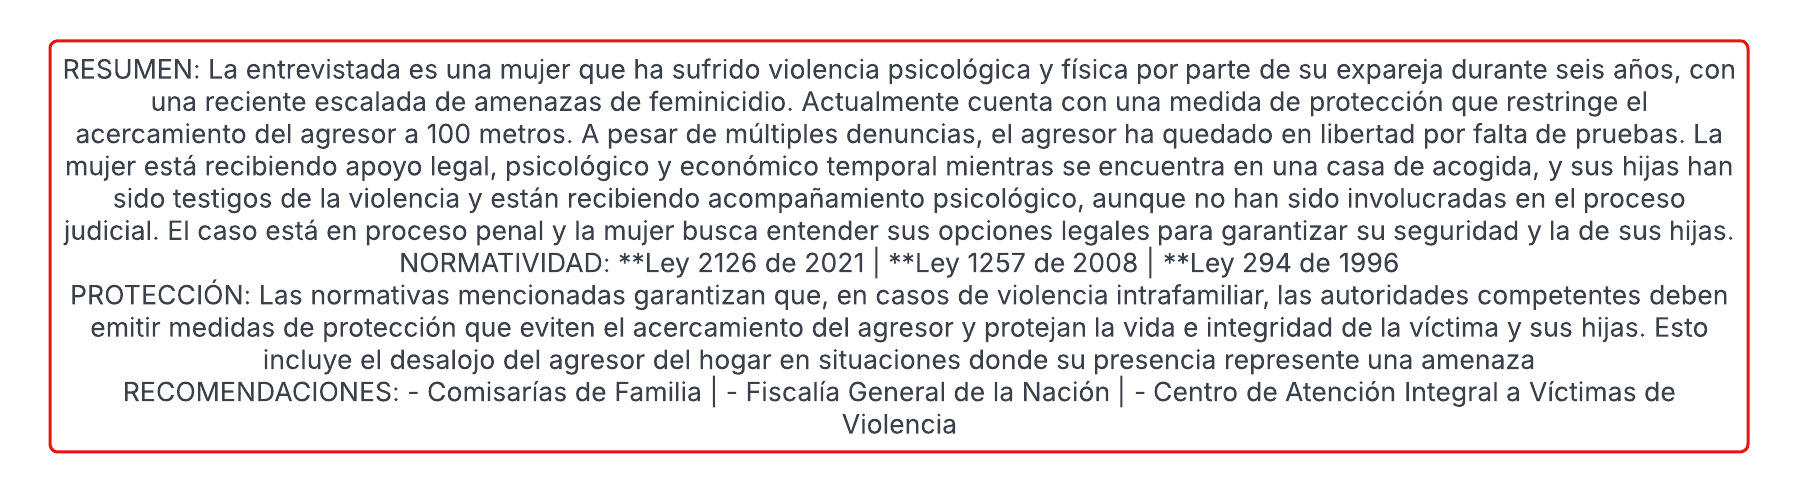 RESUMEN: La entrevistada es una mujer que ha sufrido violencia psicológica y física por parte de su expareja durante seis años, con
una reciente escalada de amenazas de feminicidio. Actualmente cuenta con una medida de protección que restringe el
acercamiento del agresor a 100 metros. A pesar de múltiples denuncias, el agresor ha quedado en libertad por falta de pruebas. La
mujer está recibiendo apoyo legal, psicológico y económico temporal mientras se encuentra en una casa de acogida, y sus hijas han
sido testigos de la violencia y están recibiendo acompañamiento psicológico, aunque no han sido involucradas en el proceso
judicial. El caso está en proceso penal y la mujer busca entender sus opciones legales para garantizar su seguridad y la de sus hijas.
NORMATIVIDAD: **Ley 2126 de 2021 | **Ley 1257 de 2008 | **Ley 294 de 1996
PROTECCIÓN: Las normativas mencionadas garantizan que, en casos de violencia intrafamiliar, las autoridades competentes deben
emitir medidas de protección que eviten el acercamiento del agresor y protejan la vida e integridad de la víctima y sus hijas. Esto
incluye el desalojo del agresor del hogar en situaciones donde su presencia represente una amenaza
RECOMENDACIONES: - Comisarías de Familia | - Fiscalía General de la Nación | - Centro de Atención Integral a Víctimas de
Violencia